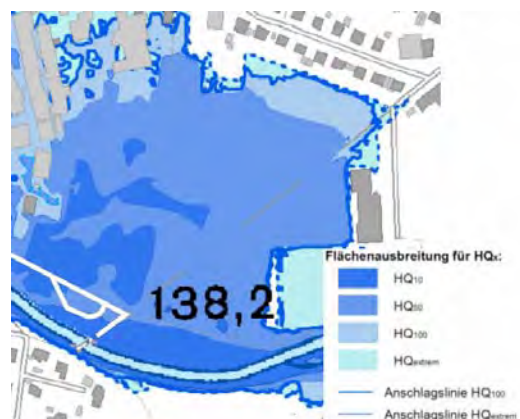 138,2
Flächenausbreitung für HQx:
HQ10
HQ50
HQ100
HQextrem
Anschlagslinie HQ100
Anschlagslinie HQextrem